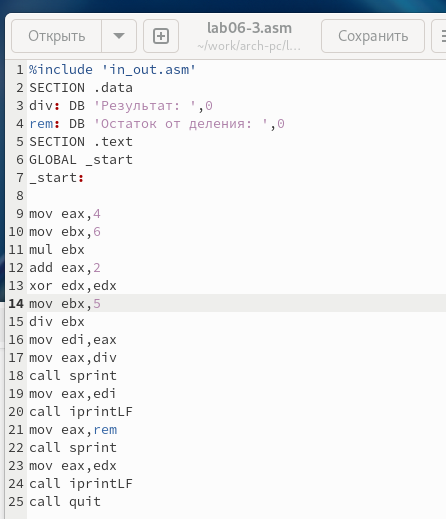 Открыть
lab06-3.asm
~/work/arch-pc/l...
Сохранить
1 %include 'in_out.asm'
2 SECTION .data
3 div: DB 'Результат: ',0
4 rem: DB 'Остаток от деления: ',0
5 SECTION .text
6 GLOBAL _start
7 _start:
8
9 mov eax,4
10 mov ebx,6
11 mul ebx
12 add eax,2
13 xor edx,edx
14 mov ebx,5
15 div ebx
16 mov edi,eax
17 mov eax,div
18 call sprint
19 mov eax,edi
20 call iprintLF
21 mov eax,rem
22 call sprint
23 mov eax,edx
24 call iprintLF
25 call quit